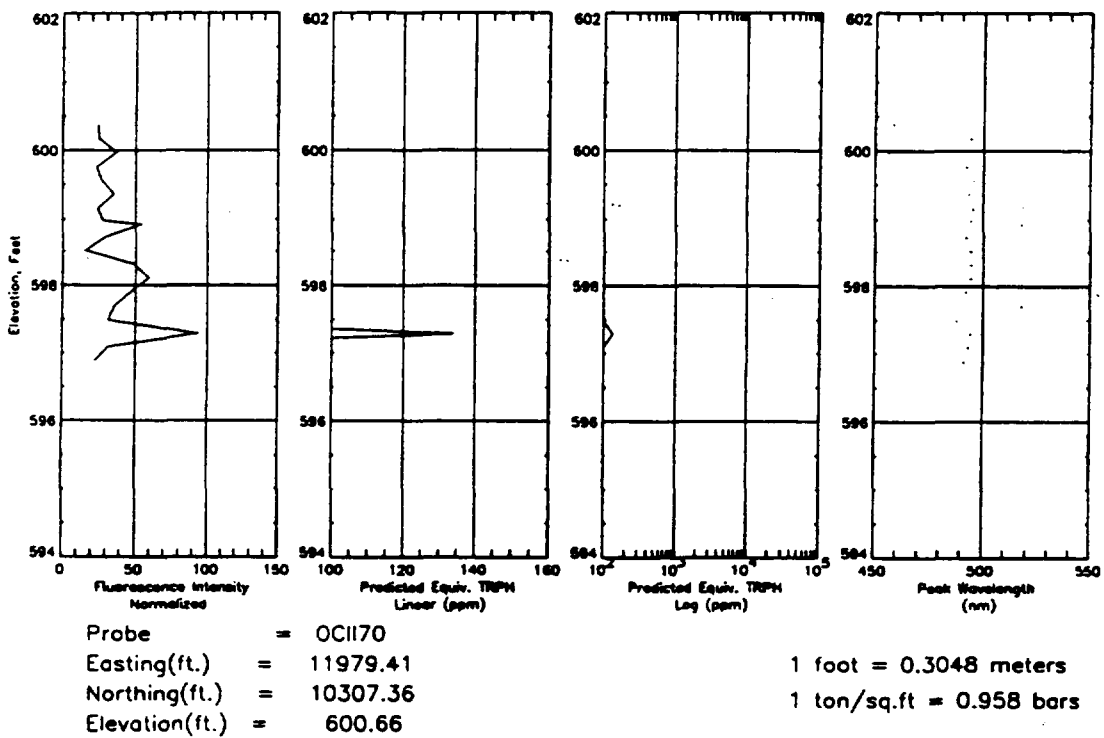 602 602 602 602
600 600 600 600
598 598 598 598
596 596 596 596
594 594 594 594
Elevation, Feet
0 50 100 150 100 120 140 160 10-2 10^3 10^4 10^5 450 500 550
Fluorescence Intensity Predicted Equiv. TRPH Predicted Equiv. TRPH Peak Wavelength
Normalized Linear (ppm) Log (ppm) (nm)
Probe = OCII70
Easting(ft.) = 11979.41
Northing(ft.) = 10307.36
Elevation(ft.) = 600.66
1 foot = 0.3048 meters
1 ton/sq.ft = 0.958 bars